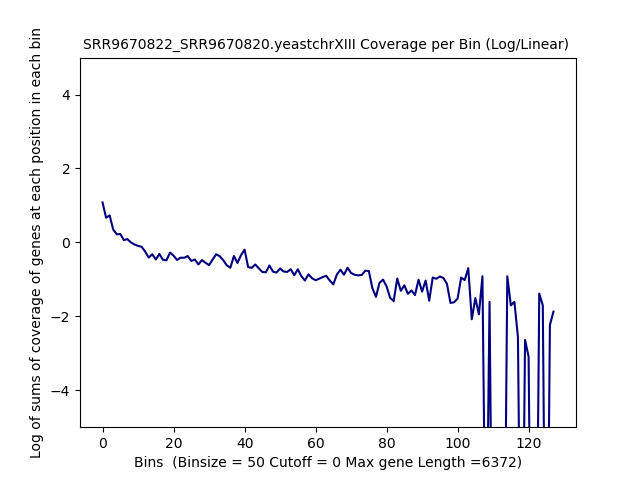 SRR9670822_SRR9670820.yeastchrXIII Coverage per Bin (Log/Linear)
Log of sums of coverage of genes at each position in each bin
4
2
0
−2
−4
0 20 40 60 80 100 120
Bins  (Binsize = 50 Cutoff = 0 Max gene Length =6372)